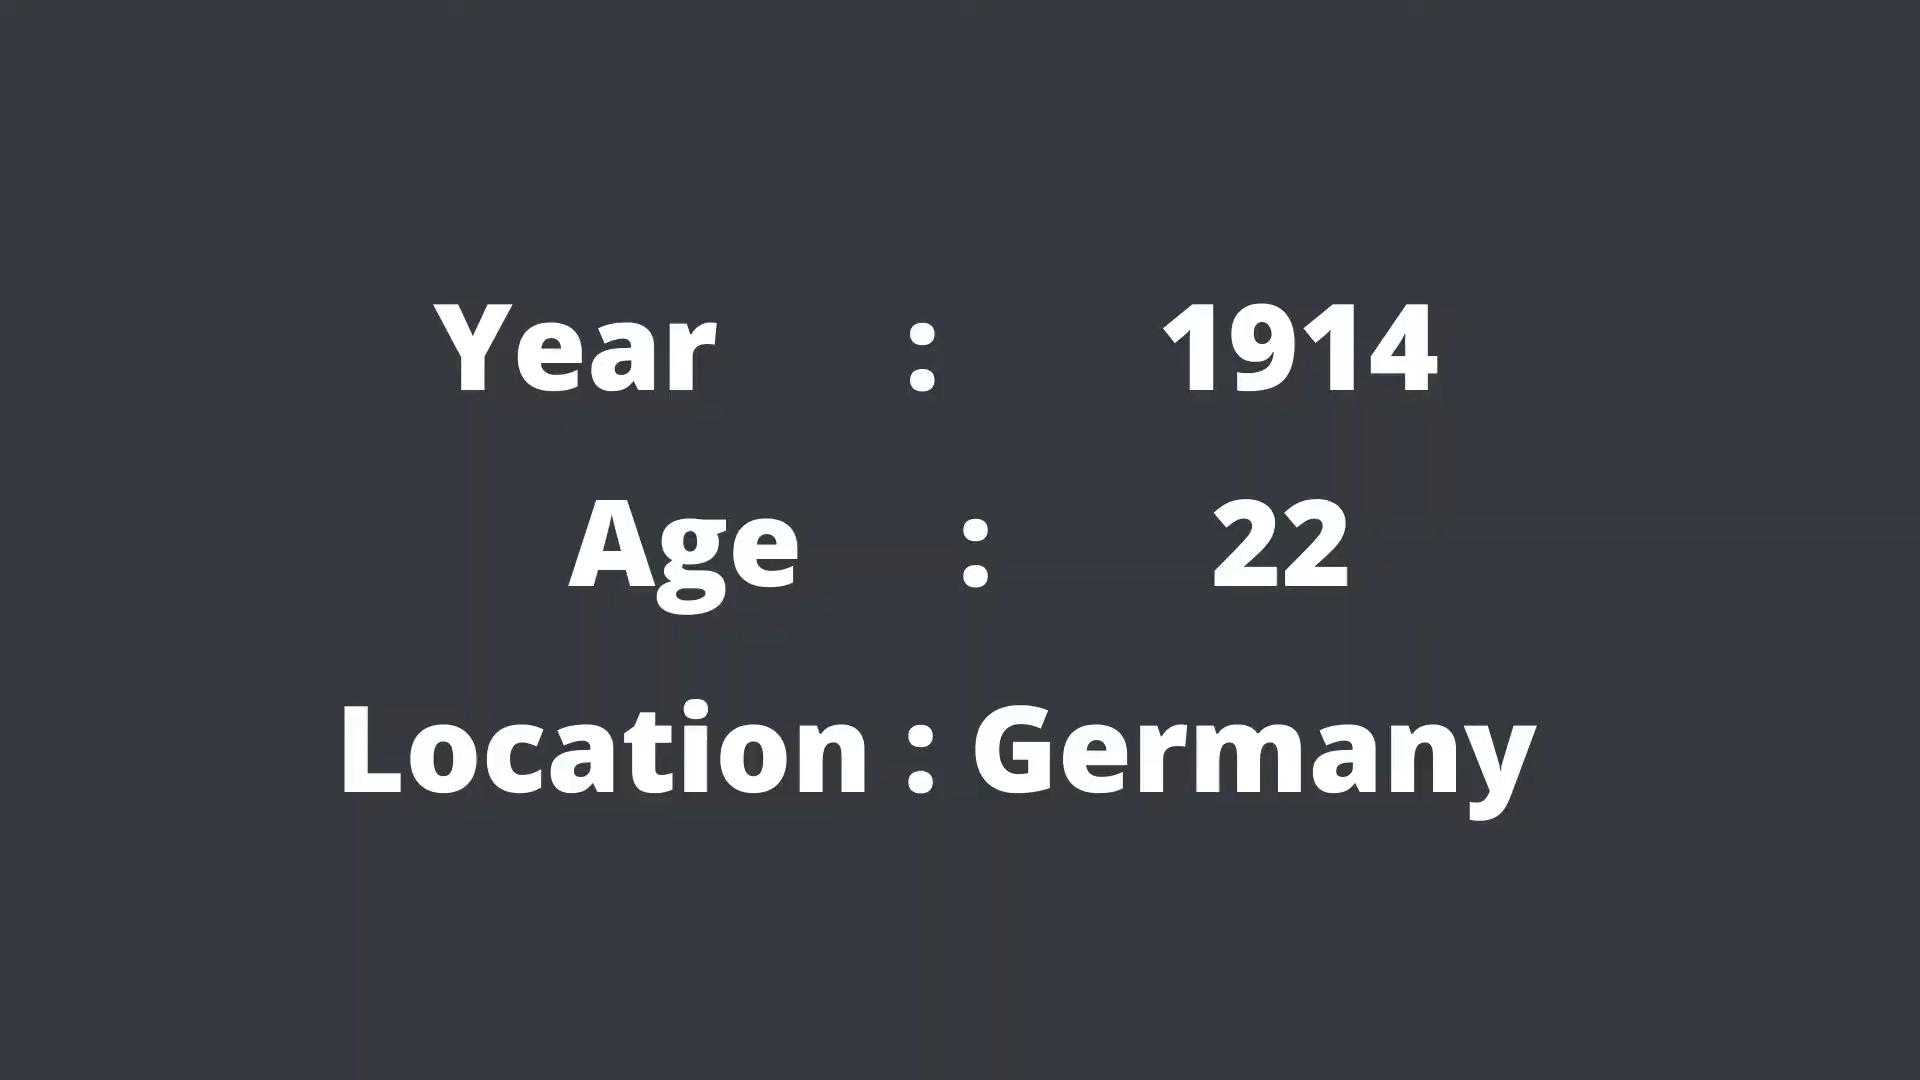 Year : 1914
Age : 22
Location : Germany